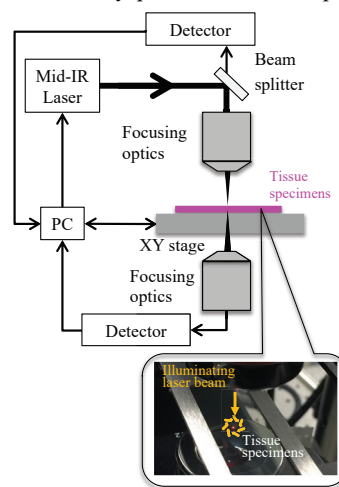 Detector
Mid-IR
Laser
Beam
splitter
Focusing
optics
Tissue
specimens
PC
XY stage
Focusing
optics
Detector
Illuminating
laser beam
Tissue
specimens